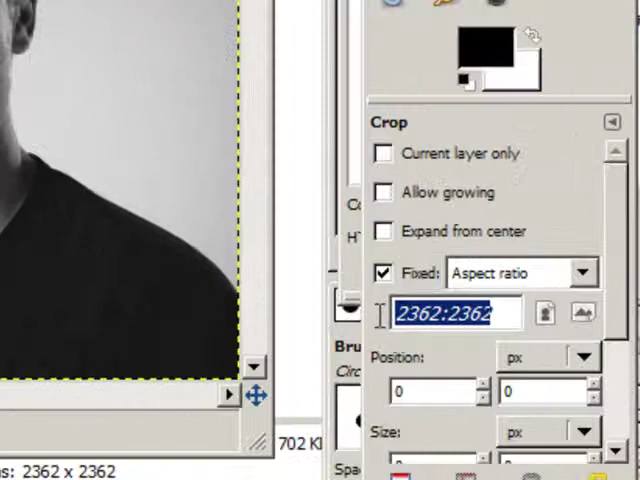 Crop
Current layer only
Allow growing
Expand from center
Fixed: Aspect ratio
2362:2362
Position: px
0 0
Size: px
702
2362 x 2362